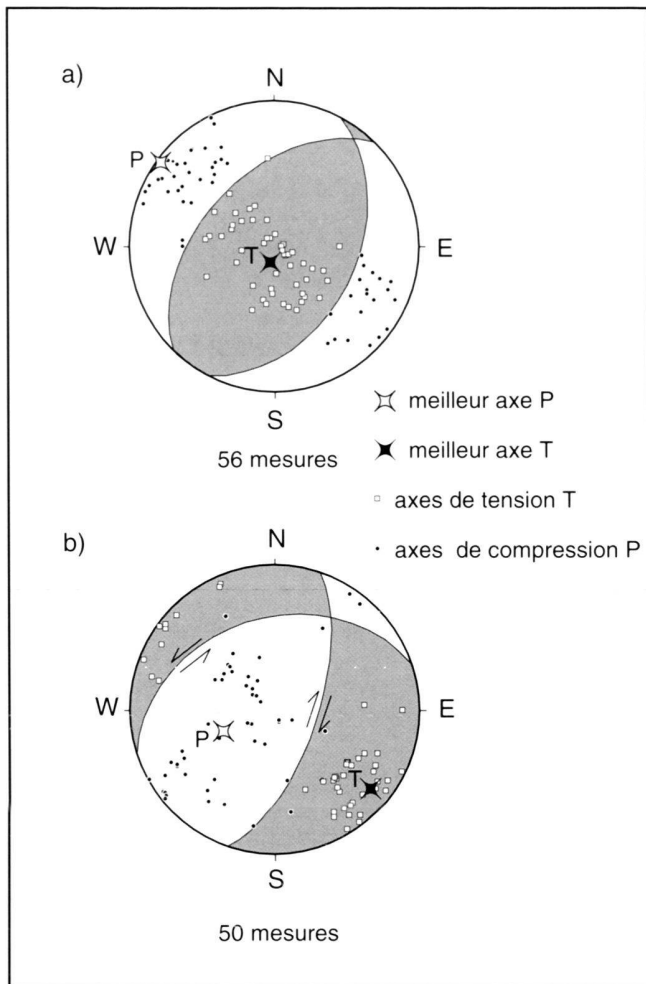 a)
N
P
W
T
E
S
56 mesures
meilleur axe P
meilleur axe T
axes de tension T
axes de compression P
b)
N
W
P
T
E
S
50 mesures